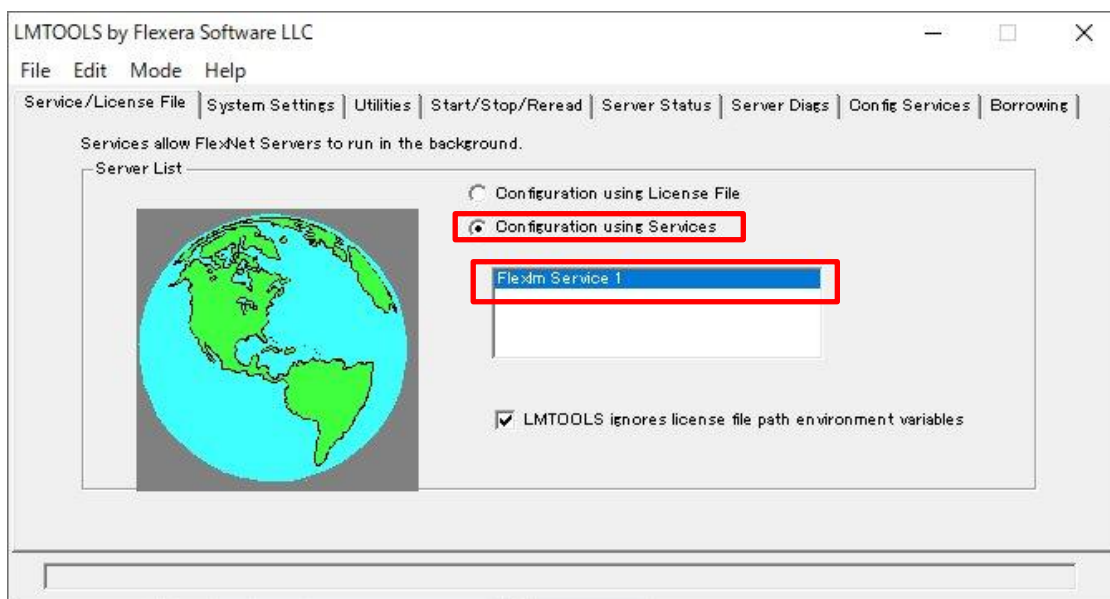 LMTOOLS by Flexera Software LLC
File Edit Mode Help
Service/License File System Settings Utilities Start/Stop/Reread Server Status Server Diags Config Services Borrowing
Services allow FlexNet Servers to run in the background.
Server List
Configuration using License File
Configuration using Services
Flexlm Service 1
LMTOOLS ignores license file path environment variables